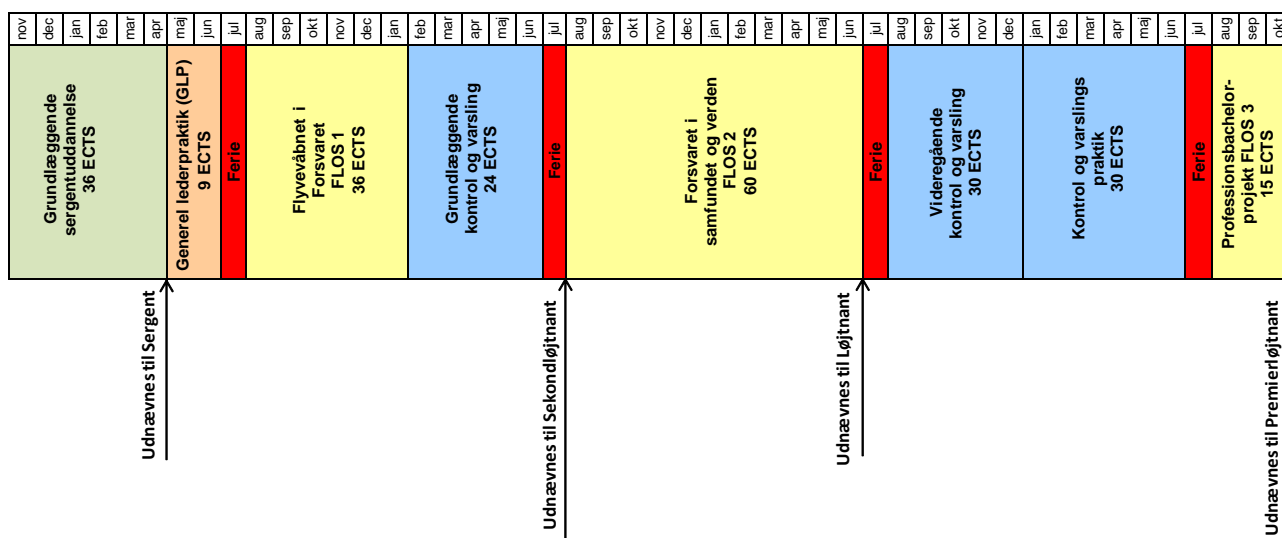 nov
dec
jan
feb
mar
apr
maj
jun
jul
aug
sep
okt
nov
dec
jan
feb
mar
apr
maj
jun
jul
aug
sep
okt
nov
dec
jan
feb
mar
apr
maj
jun
jul
aug
sep
okt
nov
dec
jan
feb
mar
apr
maj
jun
jul
aug
sep
okt
Grundlæggende
sergentuddannelse
36 ECTS
Generel lederpraktik (GLP)
9 ECTS
Ferie
Flyvevåbnet i
Forsvaret
FLOS 1
36 ECTS
Grundlæggende
kontrol og varsling
24 ECTS
Ferie
Forsvaret i
samfundet og verden
FLOS 2
60 ECTS
Ferie
Videregående
kontrol og varsling
30 ECTS
Kontrol og varslings
praktik
30 ECTS
Ferie
Professionsbachelor-
projekt FLOS 3
15 ECTS
Udnævnes til Sergent
Udnævnes til Sekondløjtnant
Udnævnes til Løjtnant
Udnævnes til Premierløjtnant